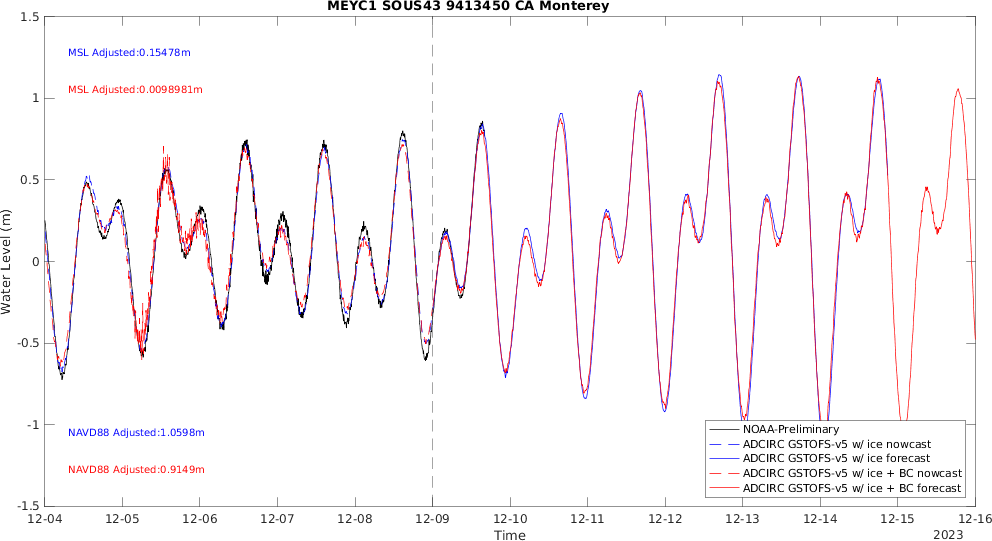 MEYC1 SOUS43 9413450 CA Monterey
1.5
MSL Adjusted:0.15478m
MSL Adjusted:0.0098981m
1
0.5
0
-0.5
-1
-1.5
Water Level (m)
NAVD88 Adjusted:1.0598m
NAVD88 Adjusted:0.9149m
NOAA-Preliminary
ADCIRC GSTOFS-v5 w/ ice nowcast
ADCIRC GSTOFS-v5 w/ ice forecast
ADCIRC GSTOFS-v5 w/ ice + BC nowcast
ADCIRC GSTOFS-v5 w/ ice + BC forecast
12-04 12-05 12-06 12-07 12-08 12-09 12-10 12-11 12-12 12-13 12-14 12-15 12-16
Time
2023